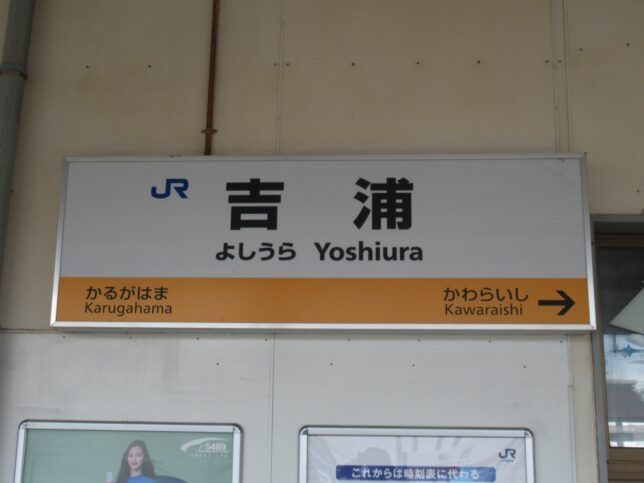 JR
吉浦
よしうら Yoshiura
かるがはま
Karugahama
かわらいし
Kawaraishi
e5489
JR
これからは時刻表に代わる